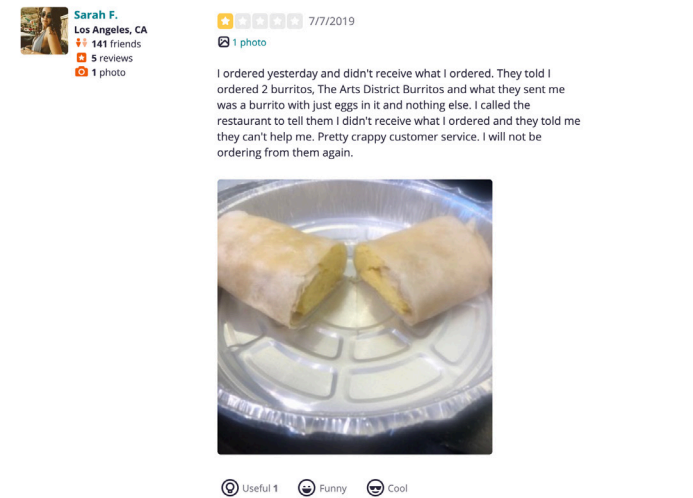 Sarah F.
Los Angeles, CA
141 friends
5 reviews
1 photo
7/7/2019
1 photo
I ordered yesterday and didn't receive what I ordered. They told I
ordered 2 burritos, The Arts District Burritos and what they sent me
was a burrito with just eggs in it and nothing else. I called the
restaurant to tell them I didn't receive what I ordered and they told me
they can't help me. Pretty crappy customer service. I will not be
ordering from them again.
Useful 1 Funny Cool